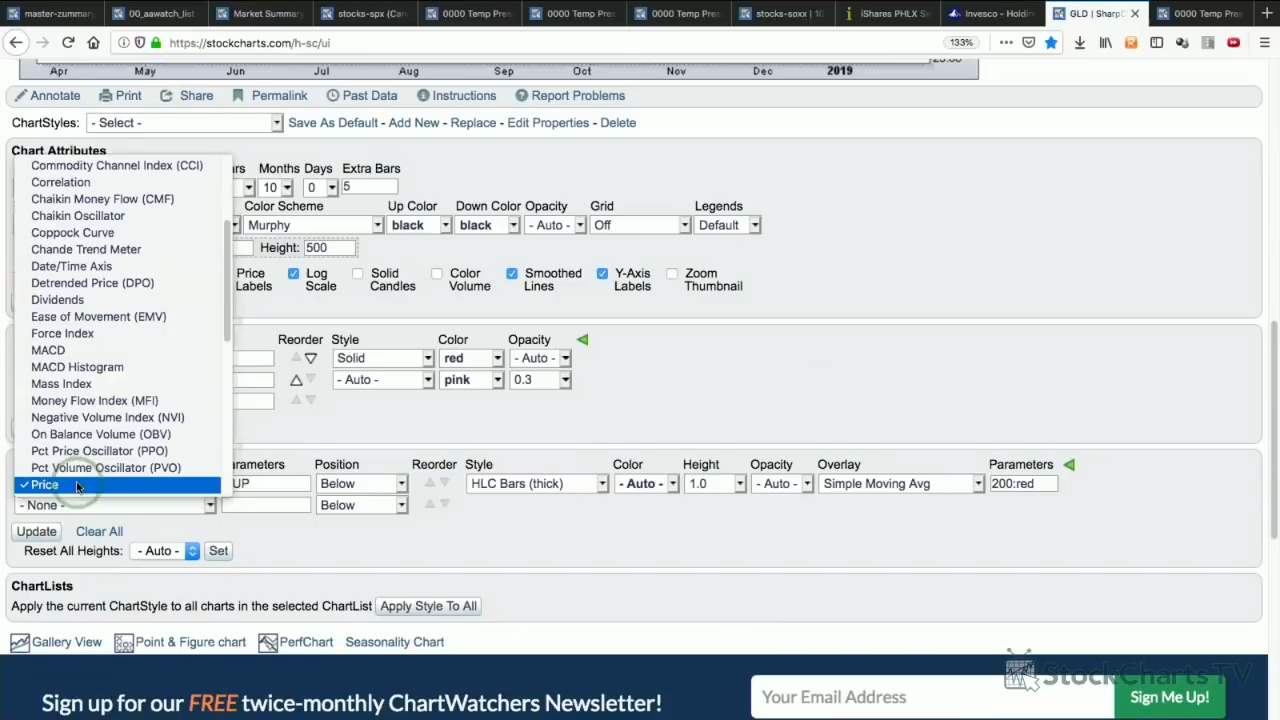 master-summar
00_aawatch_list
Market Summary
stocks-spx (Can
0000 Temp Pres
0000 Temp Pres
0000 Temp Pres
stocks-soxx | 10
iShares PHLX Se
Invesco - Holdin
GLD | SharpC
0000 Temp Pres
https://stockcharts.com/h-sc/ui
133%
Apr May Jun Jul Aug Sep Oct Nov Dec 2019
Annotate Print Share Permalink Past Data Instructions Report Problems
ChartStyles: - Select - Save As Default - Add New - Replace - Edit Properties - Delete
Chart Attributes
Months Days Extra Bars
10 0 5
Color Scheme Up Color Down Color Opacity Grid Legends
Murphy black black - Auto - Off Default
Height: 500
Price Labels Log Scale Solid Candles Color Volume Smoothed Lines Y-Axis Labels Zoom Thumbnail
Reorder Style Color Opacity
Solid red - Auto -
- Auto - pink 0.3
Commodity Channel Index (CCI)
Correlation
Chaikin Money Flow (CMF)
Chaikin Oscillator
Coppock Curve
Chande Trend Meter
Date/Time Axis
Detrended Price (DPO)
Dividends
Ease of Movement (EMV)
Force Index
MACD
MACD Histogram
Mass Index
Money Flow Index (MFI)
Negative Volume Index (NVI)
On Balance Volume (OBV)
Pct Price Oscillator (PPO)
Pct Volume Oscillator (PVO)
Price
arameters Position Reorder Style Color Height Opacity Overlay Parameters
UP Below HLC Bars (thick) - Auto - 1.0 - Auto - Simple Moving Avg 200:red
- None - Below
Update Clear All
Reset All Heights: - Auto - Set
ChartLists
Apply the current ChartStyle to all charts in the selected ChartList Apply Style To All
Gallery View Point & Figure chart PerfChart Seasonality Chart
StockChartsTV
Sign up for our FREE twice-monthly ChartWatchers Newsletter! Your Email Address Sign Me Up!